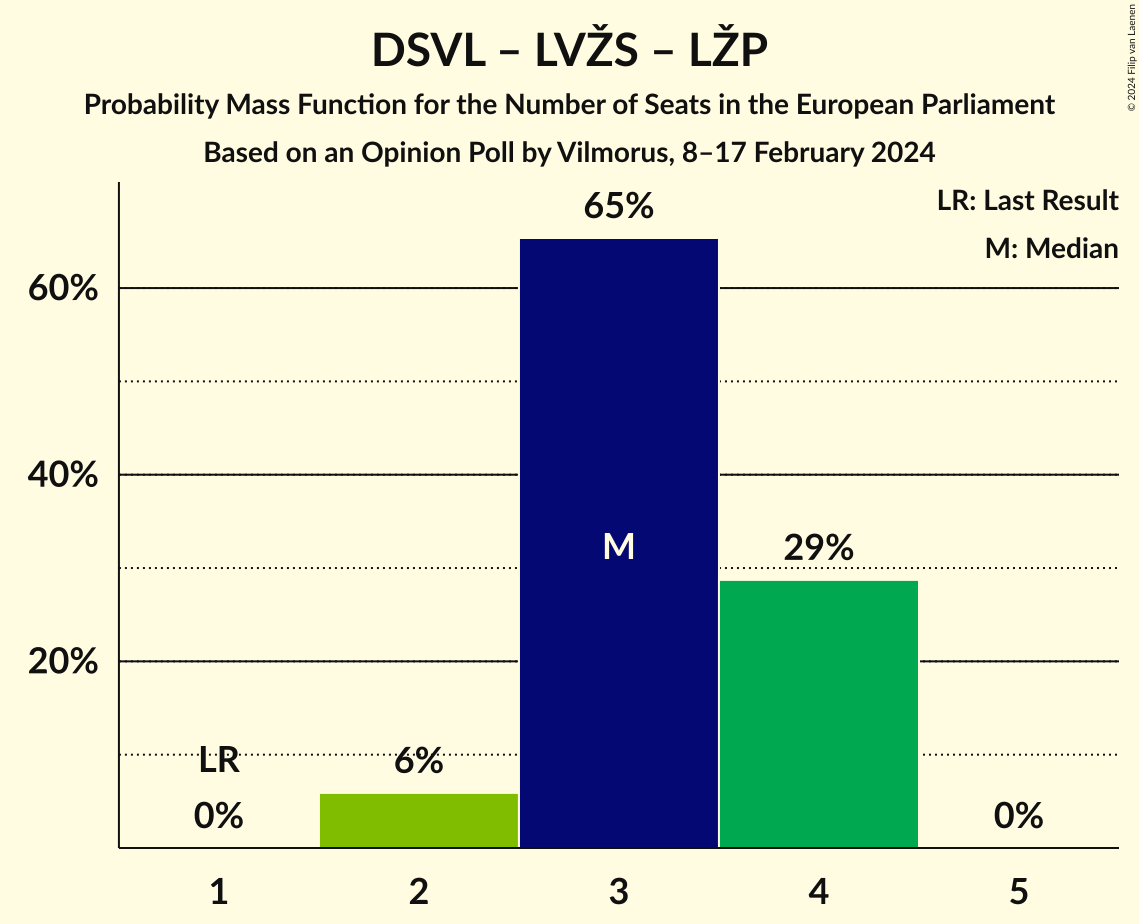 DSVL – LVŽS – LŽP
Probability Mass Function for the Number of Seats in the European Parliament
Based on an Opinion Poll by Vilmorus, 8–17 February 2024
© 2024 Filip van Laenen
LR: Last Result
M: Median
65%
60%
40%
M
29%
20%
LR
6%
0%
0%
1 2 3 4 5